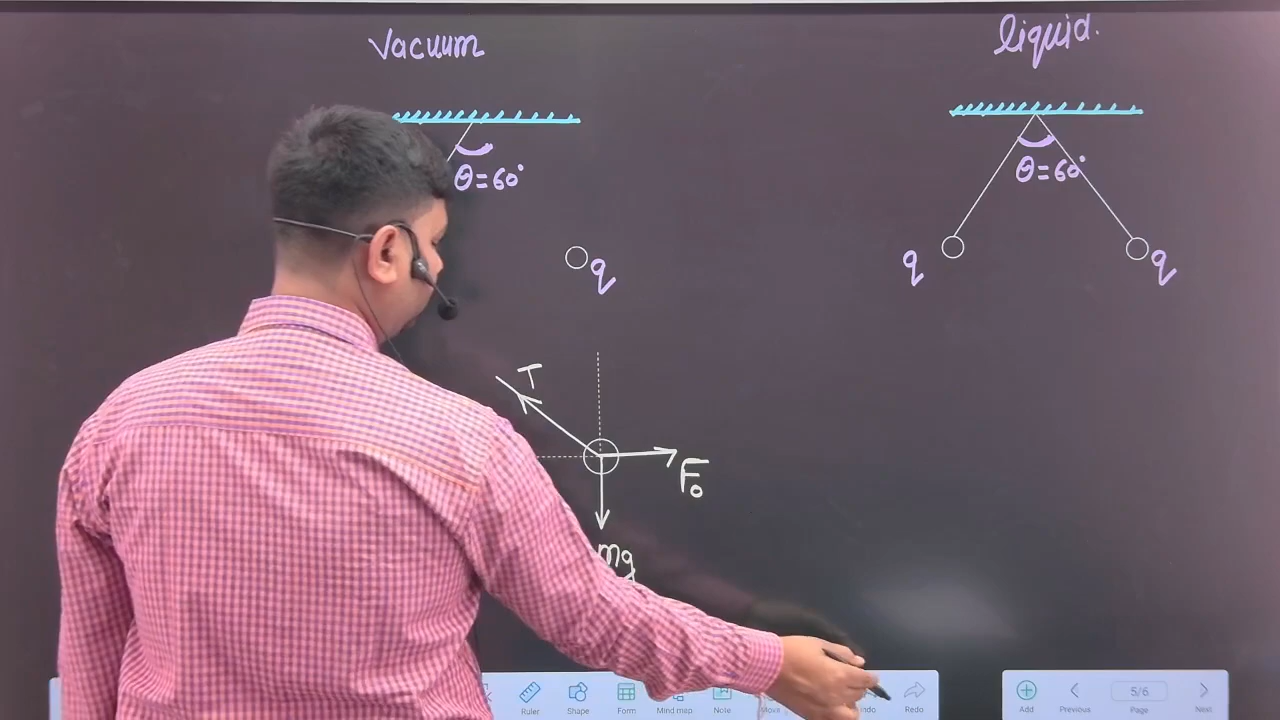 Vacuum
liquid.
θ=60°
θ=60°
q
q
q
T
F₀
mg
Ruler
Shape
Form
Mind map
Note
Redo
Add
Previous
5/6
Page
Next